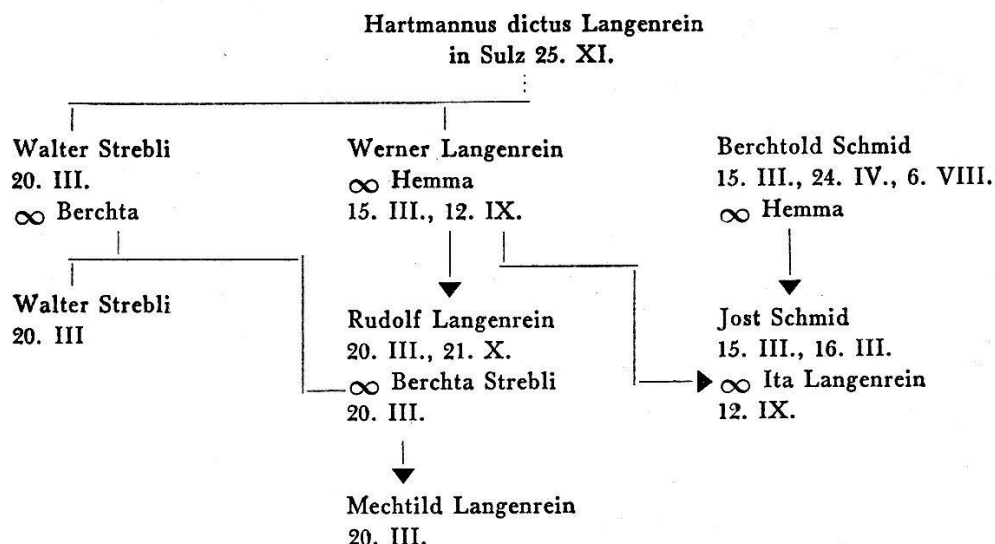 Hartmannus dictus Langenrein
in Sulz 25. XI.
Walter Strebli
20. III.
∞ Berchta
Werner Langenrein
∞ Hemma
15. III., 12. IX.
Berchtold Schmid
15. III., 24. IV., 6. VIII.
∞ Hemma
Walter Strebli
20. III
Rudolf Langenrein
20. III., 21. X.
∞ Berchta Strebli
20. III.
Jost Schmid
15. III., 16. III.
∞ Ita Langenrein
12. IX.
Mechtild Langenrein
20. III.